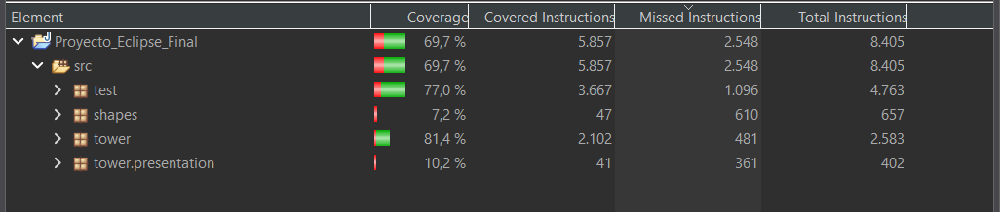 Element Coverage Covered Instructions Missed Instructions Total Instructions
Proyecto_Eclipse_Final 69,7 % 5.857 2.548 8.405
src 69,7 % 5.857 2.548 8.405
test 77,0 % 3.667 1.096 4.763
shapes 7,2 % 47 610 657
tower 81,4 % 2.102 481 2.583
tower.presentation 10,2 % 41 361 402